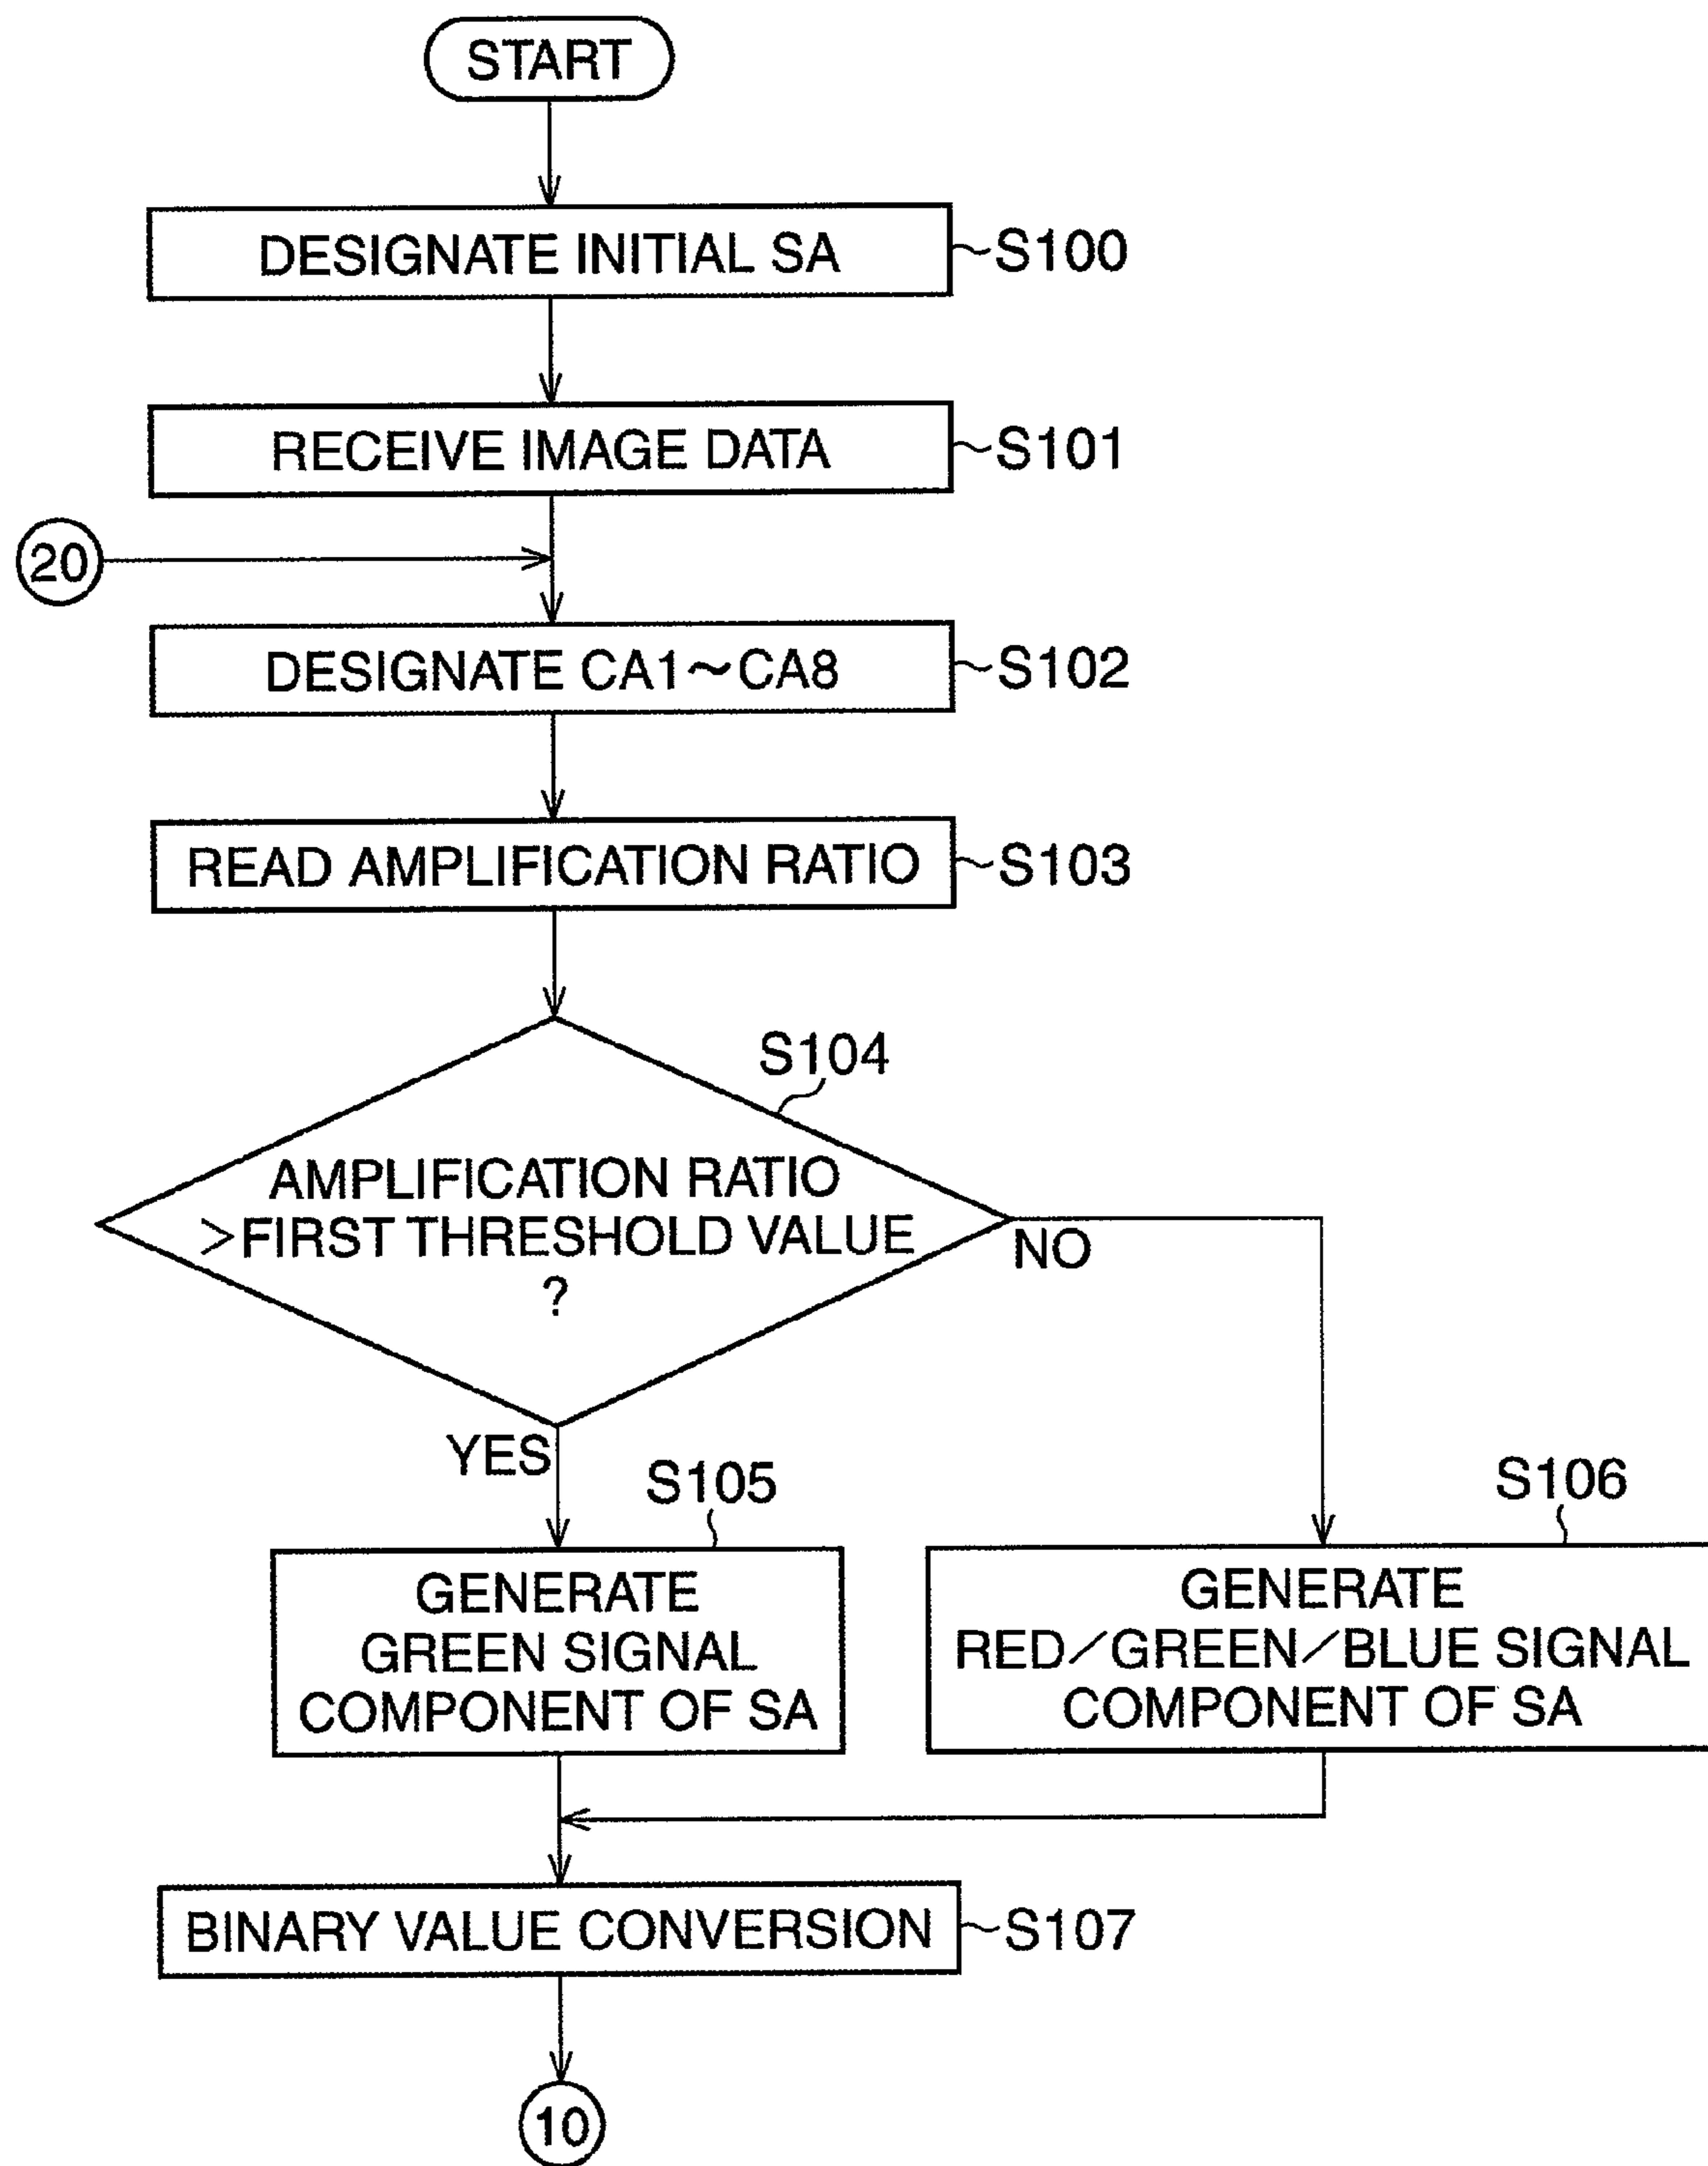 START
DESIGNATE INITIAL SA
S100
RECEIVE IMAGE DATA
S101
20
DESIGNATE CA1~CA8
S102
READ AMPLIFICATION RATIO
S103
S104
AMPLIFICATION RATIO
>FIRST THRESHOLD VALUE
?
NO
YES
S105
GENERATE
GREEN SIGNAL
COMPONENT OF SA
S106
GENERATE
RED/GREEN/BLUE SIGNAL
COMPONENT OF SA
BINARY VALUE CONVERSION
S107
10